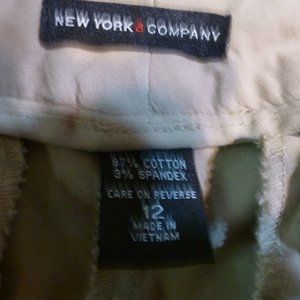 NEW YORK & COMPANY
97% COTTON
3% SPANDEX
CARE ON REVERSE
12
MADE IN
VIETNAM